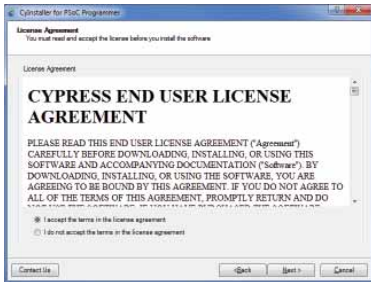 CyInstaller for PSoC Programmer
License Agreement
You must read and accept the license before you install the software
License Agreement
CYPRESS END USER LICENSE
AGREEMENT
PLEASE READ THIS END USER LICENSE AGREEMENT ("Agreement")
CAREFULLY BEFORE DOWNLOADING, INSTALLING, OR USING THIS
SOFTWARE AND ACCOMPANYING DOCUMENTATION ("Software"). BY
DOWNLOADING, INSTALLING, OR USING THE SOFTWARE, YOU ARE
AGREEING TO BE BOUND BY THIS AGREEMENT. IF YOU DO NOT AGREE TO
ALL OF THE TERMS OF THIS AGREEMENT, PROMPTLY RETURN AND DO
I accept the terms in the license agreement
I do not accept the terms in the license agreement
Contact Us
<Back
Next >
Cancel